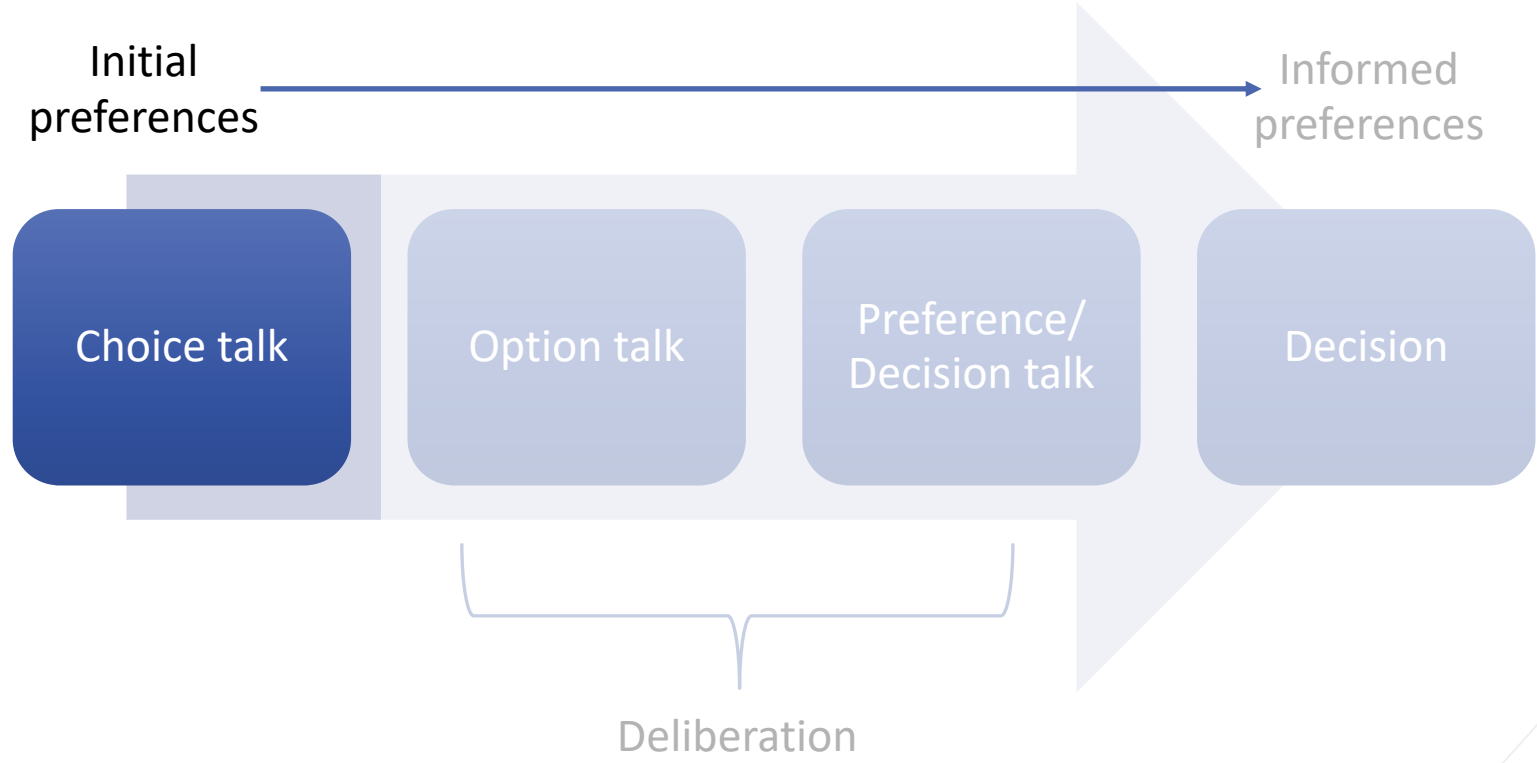 Initial
preferences
Informed
preferences
Choice talk
Option talk
Preference/
Decision talk
Decision
Deliberation